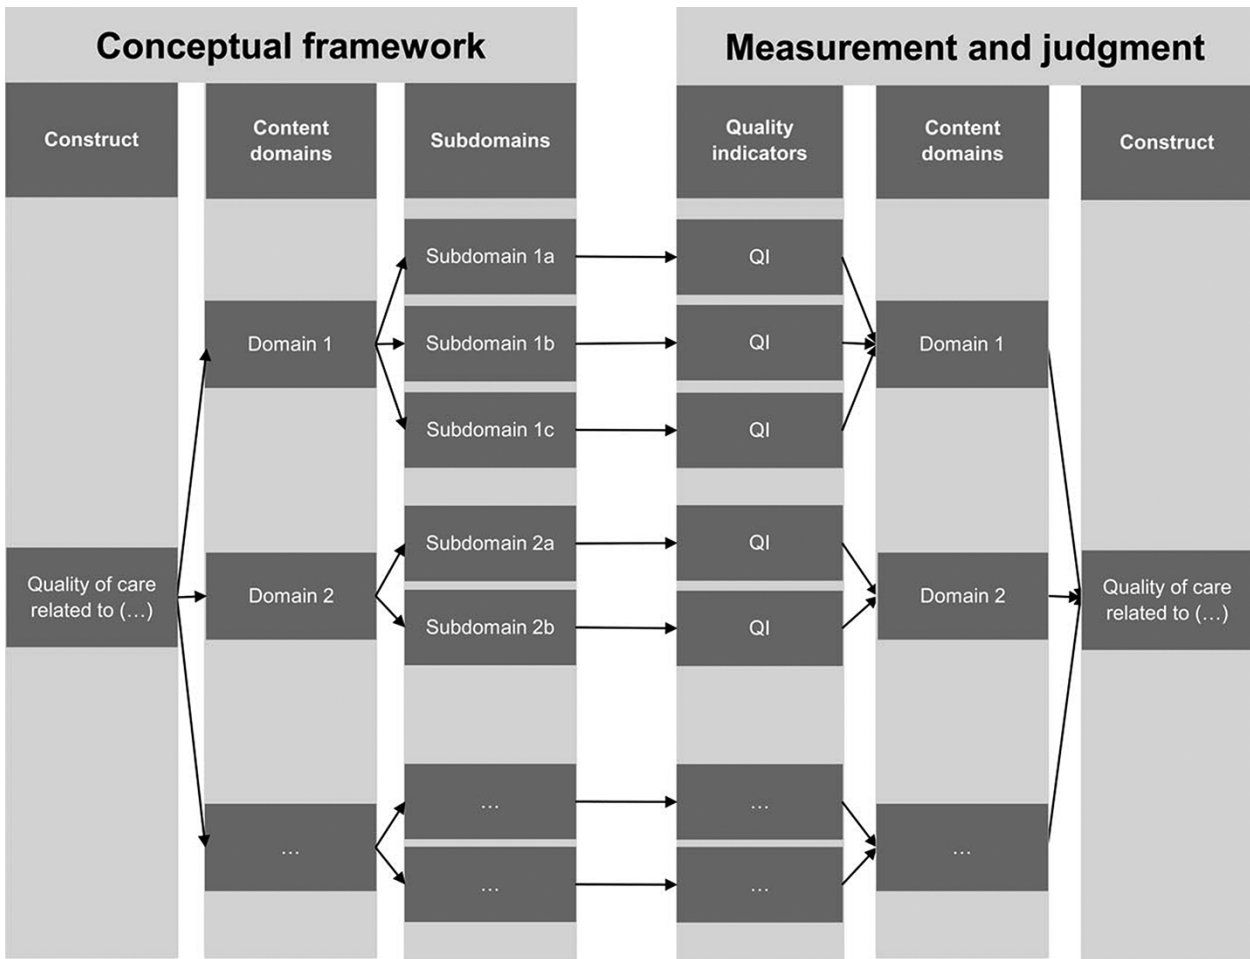 Conceptual framework
Measurement and judgment
Construct
Content
domains
Subdomains
Quality
indicators
Content
domains
Construct
Subdomain 1a
QI
Domain 1
Subdomain 1b
QI
Domain 1
Subdomain 1c
QI
Subdomain 2a
QI
Quality of care
related to (…)
Domain 2
Domain 2
Quality of care
related to (…)
Subdomain 2b
QI
…
…
…
…
…
…